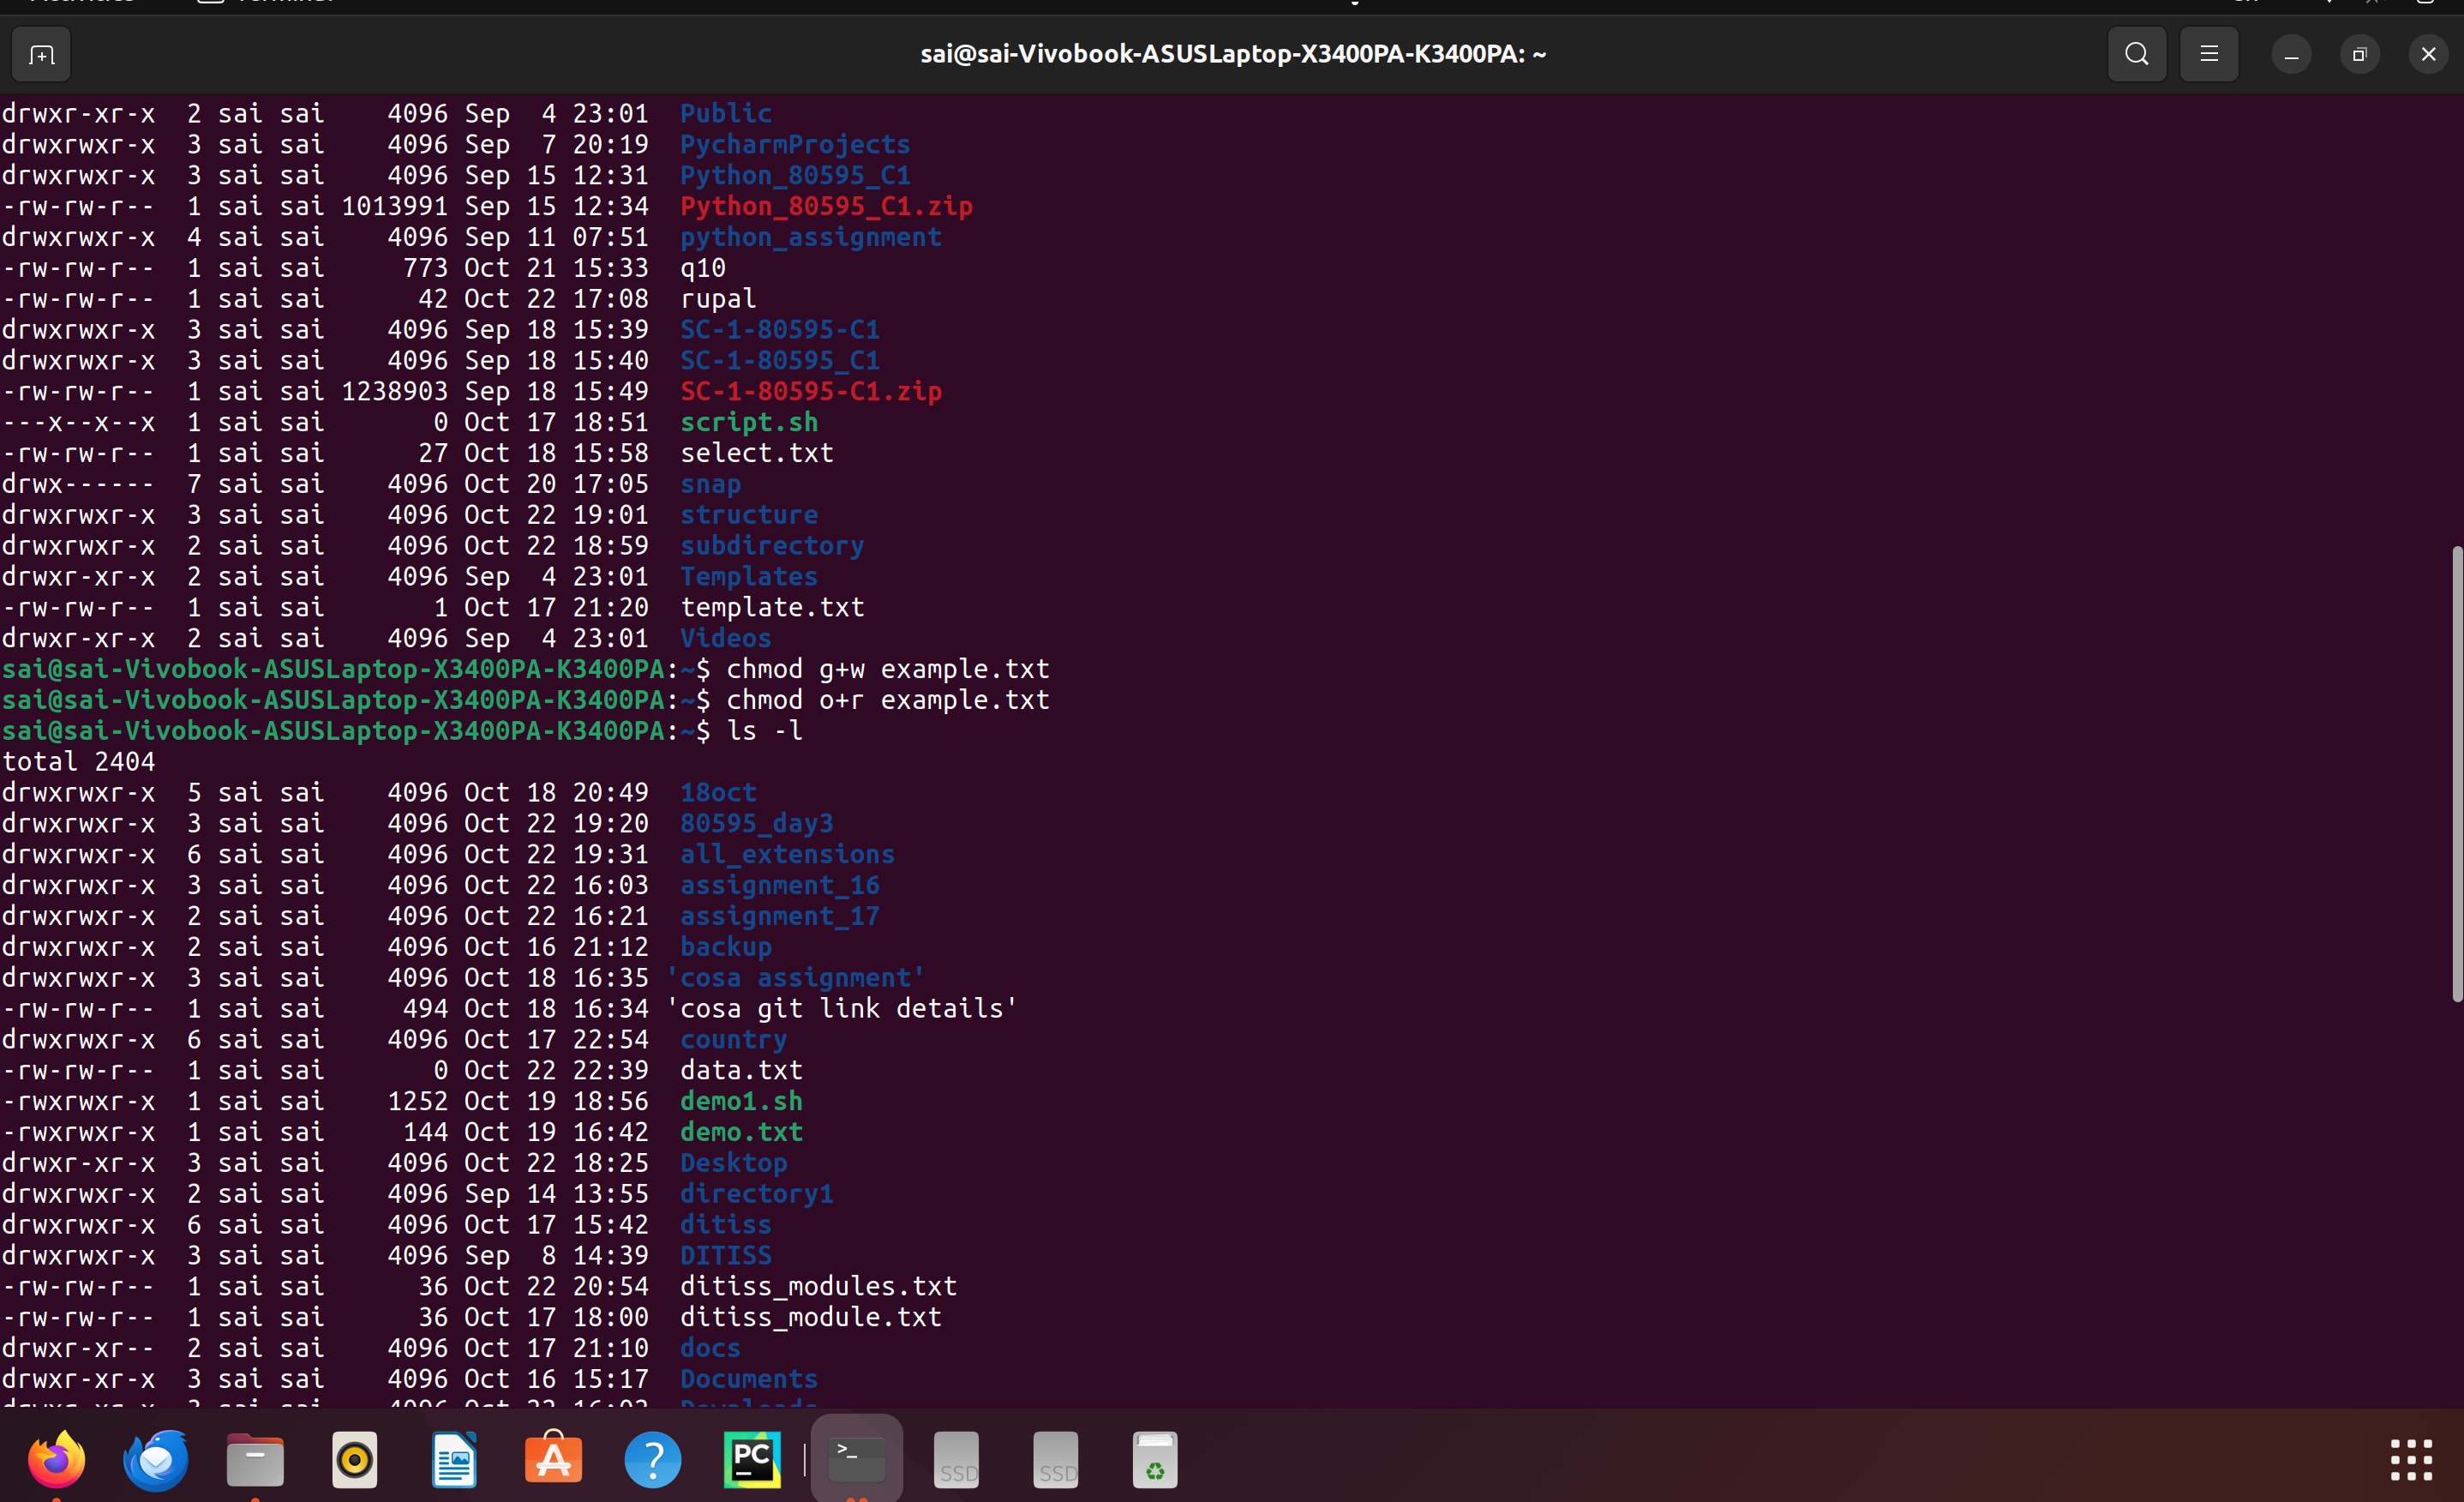 sai@sai-Vivobook-ASUSLaptop-X3400PA-K3400PA: ~
drwxr-xr-x  2 sai sai    4096 Sep  4 23:01  Public
drwxrwxr-x  3 sai sai    4096 Sep  7 20:19  PycharmProjects
drwxrwxr-x  3 sai sai    4096 Sep 15 12:31  Python_80595_C1
-rw-rw-r--  1 sai sai 1013991 Sep 15 12:34  Python_80595_C1.zip
drwxrwxr-x  4 sai sai    4096 Sep 11 07:51  python_assignment
-rw-rw-r--  1 sai sai     773 Oct 21 15:33  q10
-rw-rw-r--  1 sai sai      42 Oct 22 17:08  rupal
drwxrwxr-x  3 sai sai    4096 Sep 18 15:39  SC-1-80595-C1
drwxrwxr-x  3 sai sai    4096 Sep 18 15:40  SC-1-80595_C1
-rw-rw-r--  1 sai sai 1238903 Sep 18 15:49  SC-1-80595-C1.zip
---x--x--x  1 sai sai       0 Oct 17 18:51  script.sh
-rw-rw-r--  1 sai sai      27 Oct 18 15:58  select.txt
drwx------  7 sai sai    4096 Oct 20 17:05  snap
drwxrwxr-x  3 sai sai    4096 Oct 22 19:01  structure
drwxrwxr-x  2 sai sai    4096 Oct 22 18:59  subdirectory
drwxr-xr-x  2 sai sai    4096 Sep  4 23:01  Templates
-rw-rw-r--  1 sai sai       1 Oct 17 21:20  template.txt
drwxr-xr-x  2 sai sai    4096 Sep  4 23:01  Videos
sai@sai-Vivobook-ASUSLaptop-X3400PA-K3400PA:~$ chmod g+w example.txt
sai@sai-Vivobook-ASUSLaptop-X3400PA-K3400PA:~$ chmod o+r example.txt
sai@sai-Vivobook-ASUSLaptop-X3400PA-K3400PA:~$ ls -l
total 2404
drwxrwxr-x  5 sai sai    4096 Oct 18 20:49  18oct
drwxrwxr-x  3 sai sai    4096 Oct 22 19:20  80595_day3
drwxrwxr-x  6 sai sai    4096 Oct 22 19:31  all_extensions
drwxrwxr-x  3 sai sai    4096 Oct 22 16:03  assignment_16
drwxrwxr-x  2 sai sai    4096 Oct 22 16:21  assignment_17
drwxrwxr-x  2 sai sai    4096 Oct 16 21:12  backup
drwxrwxr-x  3 sai sai    4096 Oct 18 16:35 'cosa assignment'
-rw-rw-r--  1 sai sai     494 Oct 18 16:34 'cosa git link details'
drwxrwxr-x  6 sai sai    4096 Oct 17 22:54  country
-rw-rw-r--  1 sai sai       0 Oct 22 22:39  data.txt
-rwxrwxr-x  1 sai sai    1252 Oct 19 18:56  demo1.sh
-rwxrwxr-x  1 sai sai     144 Oct 19 16:42  demo.txt
drwxr-xr-x  3 sai sai    4096 Oct 22 18:25  Desktop
drwxrwxr-x  2 sai sai    4096 Sep 14 13:55  directory1
drwxrwxr-x  6 sai sai    4096 Oct 17 15:42  ditiss
drwxrwxr-x  3 sai sai    4096 Sep  8 14:39  DITISS
-rw-rw-r--  1 sai sai      36 Oct 22 20:54  ditiss_modules.txt
-rw-rw-r--  1 sai sai      36 Oct 17 18:00  ditiss_module.txt
drwxr-xr--  2 sai sai    4096 Oct 17 21:10  docs
drwxr-xr-x  3 sai sai    4096 Oct 16 15:17  Documents
PC
>_
SSD
SSD